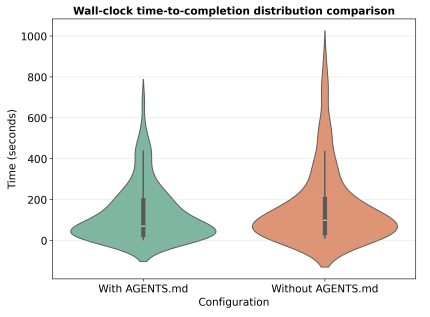 Wall-clock time-to-completion distribution comparison
1000
800
600
400
200
0
Time (seconds)
With AGENTS.md
Without AGENTS.md
Configuration